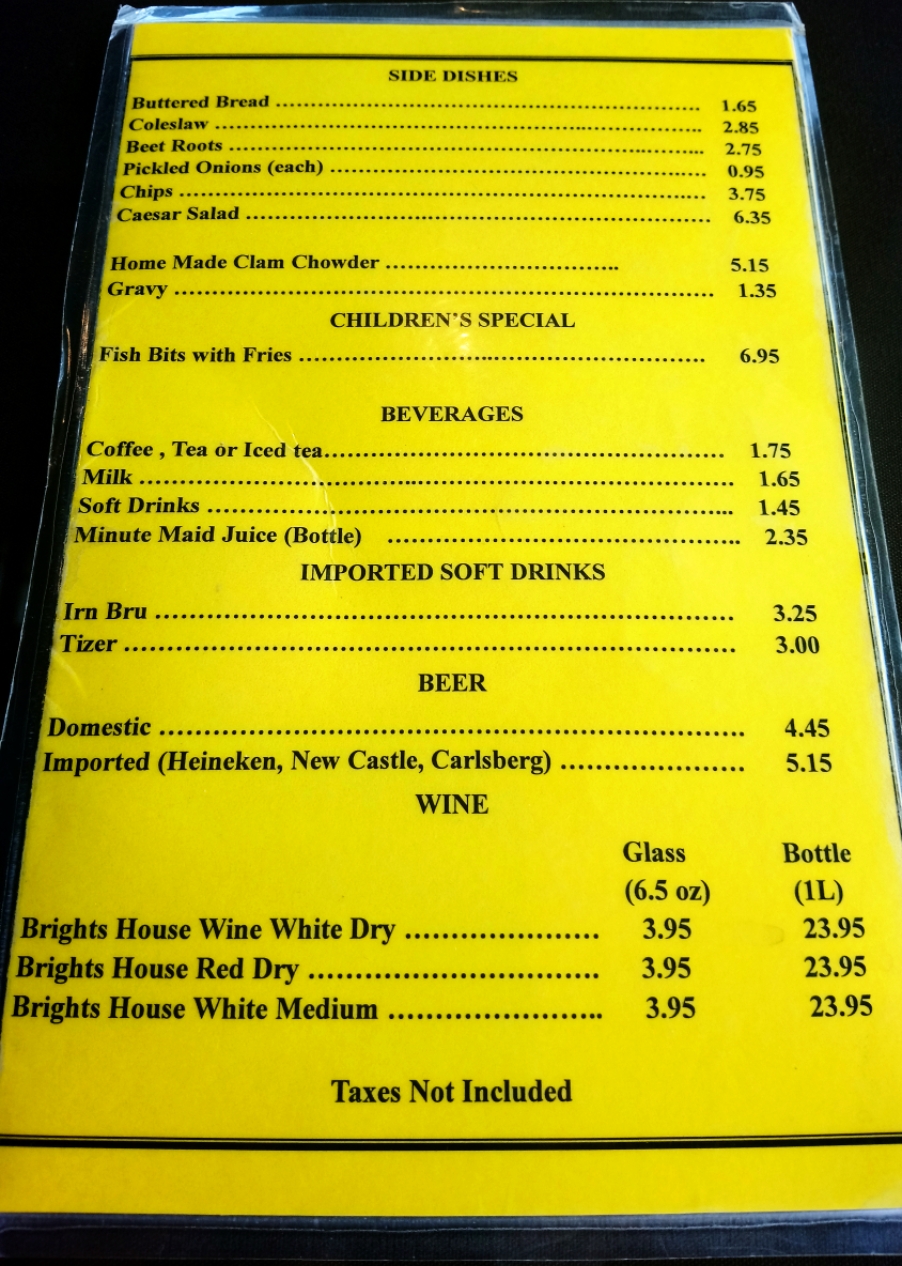 SIDE DISHES
Buttered Bread ........................................................................ 1.65
Coleslaw ................................................................................... 2.85
Beet Roots ................................................................................. 2.75
Pickled Onions (each) ................................................................ 0.95
Chips .......................................................................................... 3.75
Caesar Salad .............................................................................. 6.35
Home Made Clam Chowder .................................... 5.15
Gravy .......................................................................................... 1.35
CHILDREN'S SPECIAL
Fish Bits with Fries ................................................................ 6.95
BEVERAGES
Coffee , Tea or Iced tea............................................................ 1.75
Milk .......................................................................................... 1.65
Soft Drinks ................................................................................ 1.45
Minute Maid Juice (Bottle) .................................................. 2.35
IMPORTED SOFT DRINKS
Irn Bru ................................................................................ 3.25
Tizer .................................................................................... 3.00
BEER
Domestic .............................................................................. 4.45
Imported (Heineken, New Castle, Carlsberg) ..................... 5.15
WINE
Glass Bottle
(6.5 oz) (1L)
Brights House Wine White Dry ..................... 3.95 23.95
Brights House Red Dry ................................ 3.95 23.95
Brights House White Medium ....................... 3.95 23.95
Taxes Not Included